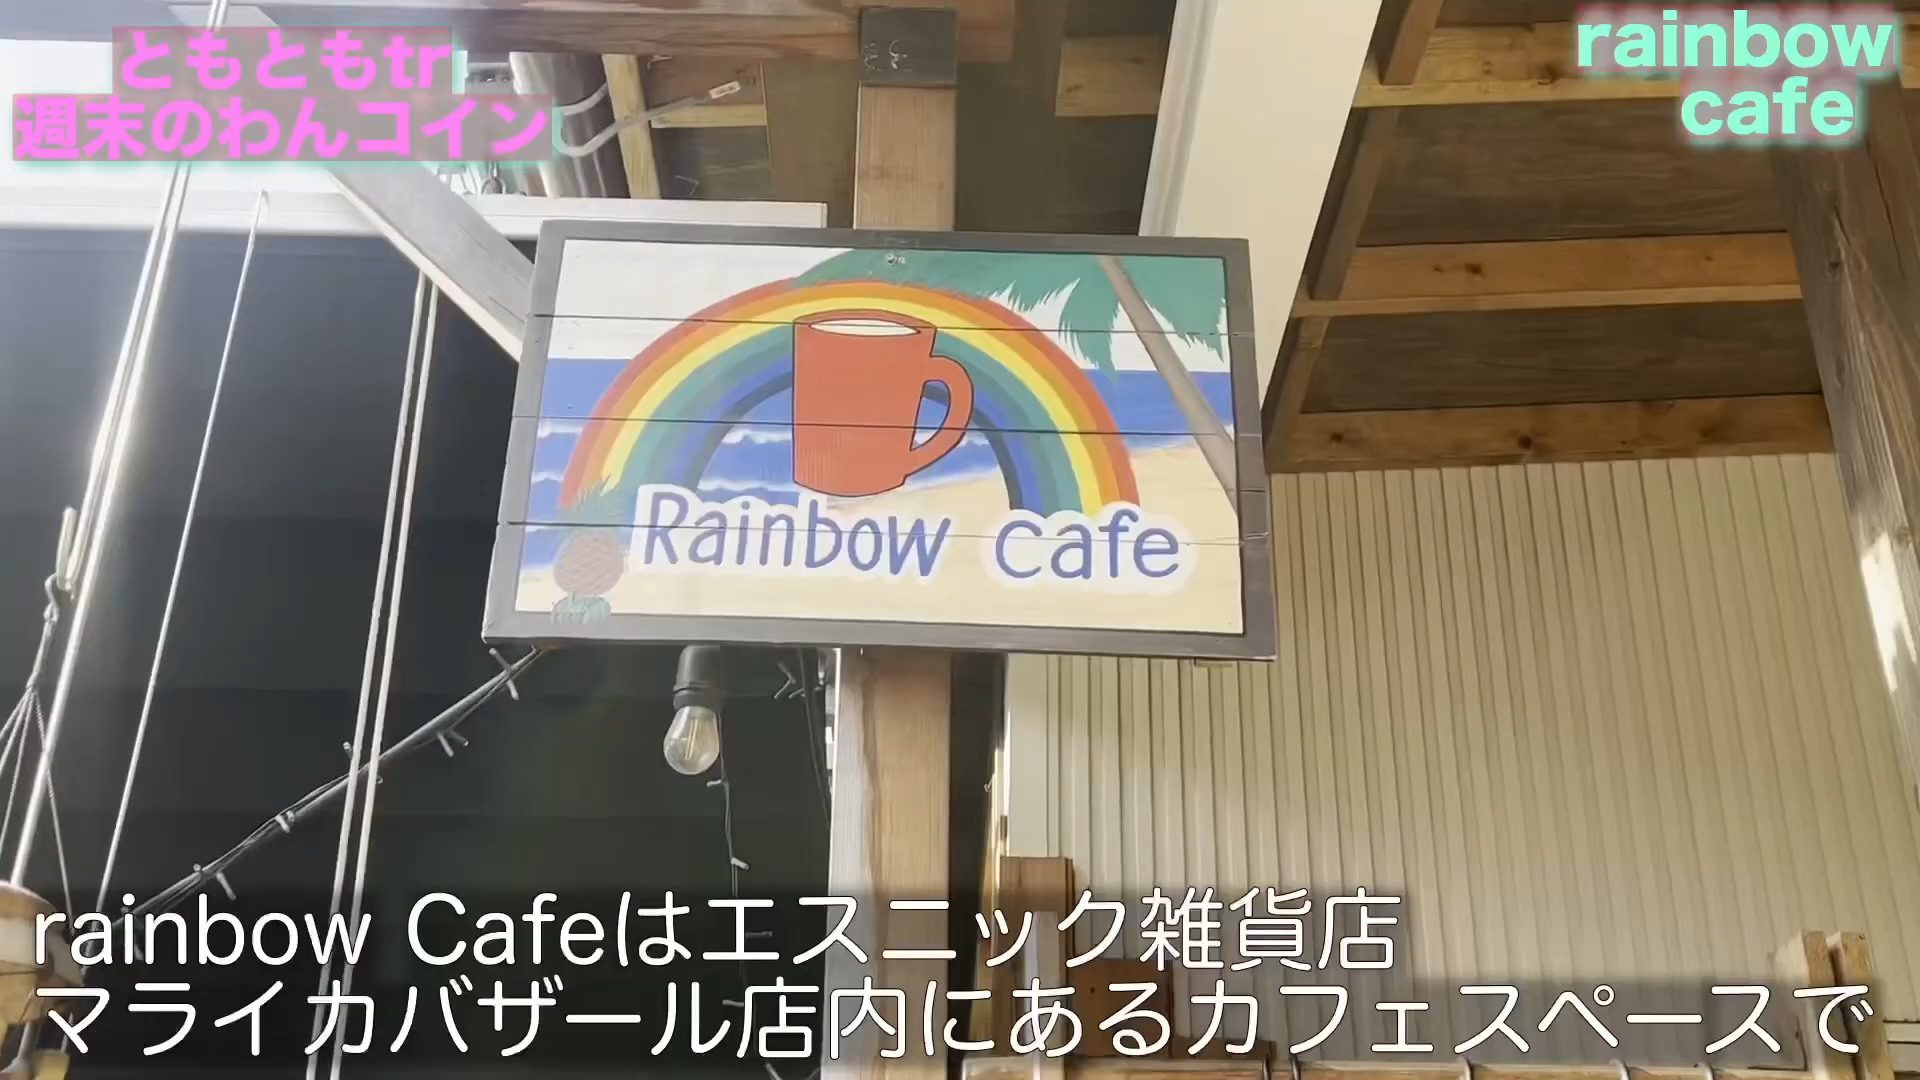 ともともtr
週末のわんコイン
rainbow
cafe
Rainbow cafe
rainbow Cafeはエスニック雑貨店
マライカバザール店内にあるカフェスペースで